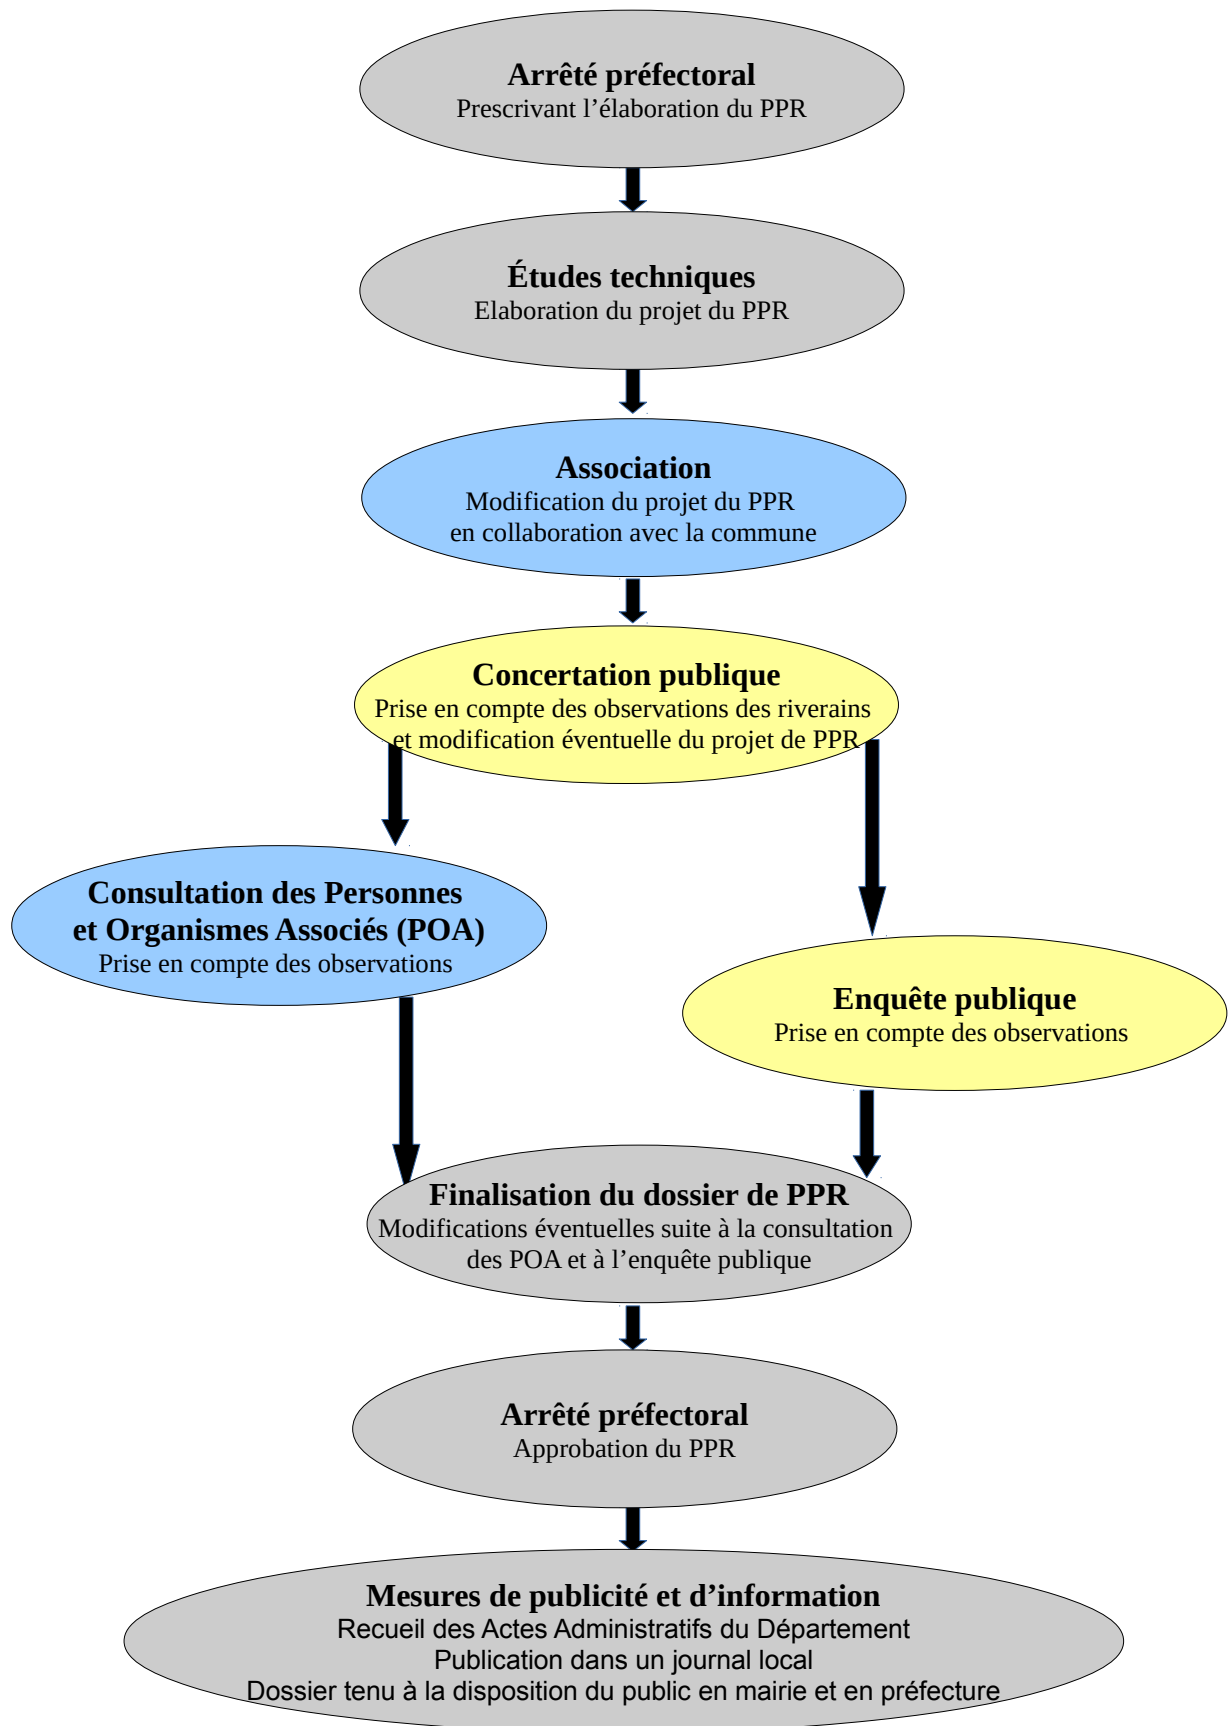 Arrêté préfectoral
Prescrivant l’élaboration du PPR
Études techniques
Elaboration du projet du PPR
Association
Modification du projet du PPR
en collaboration avec la commune
Concertation publique
Prise en compte des observations des riverains
et modification éventuelle du projet de PPR
Consultation des Personnes
et Organismes Associés (POA)
Prise en compte des observations
Enquête publique
Prise en compte des observations
Finalisation du dossier de PPR
Modifications éventuelles suite à la consultation
des POA et à l’enquête publique
Arrêté préfectoral
Approbation du PPR
Mesures de publicité et d’information
Recueil des Actes Administratifs du Département
Publication dans un journal local
Dossier tenu à la disposition du public en mairie et en préfecture